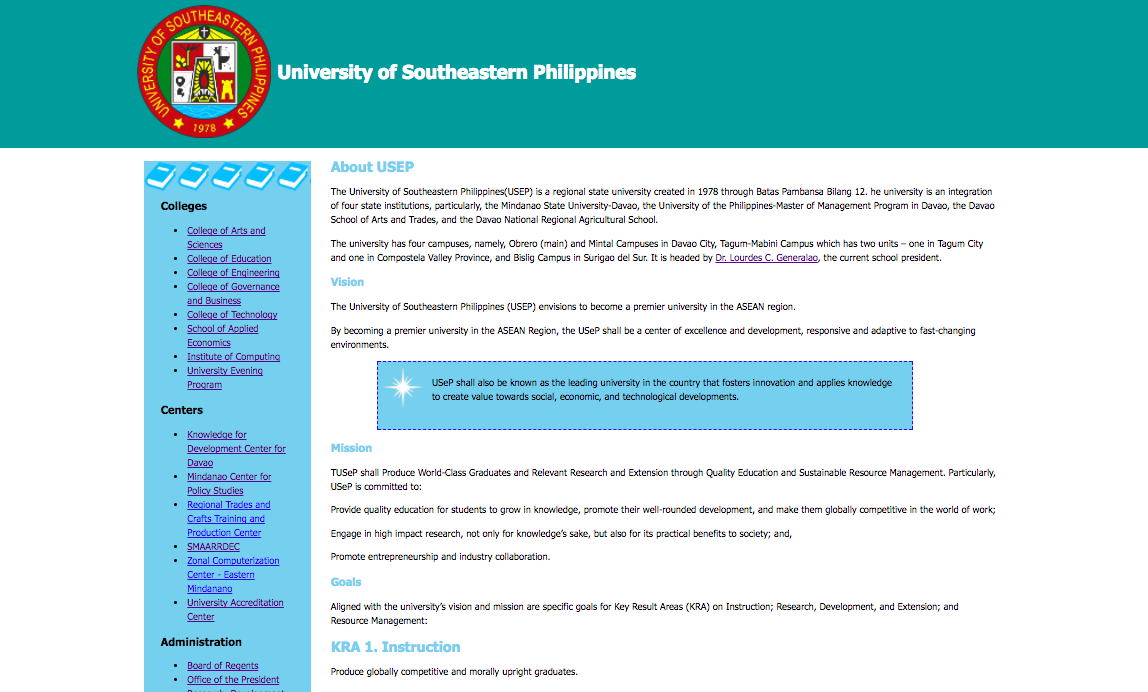 UNIVERSITY OF SOUTHEASTERN PHILIPPINES
1978
University of Southeastern Philippines
Colleges
College of Arts and
Sciences
College of Education
College of Engineering
College of Governance
and Business
College of Technology
School of Applied
Economics
Institute of Computing
University Evening
Program
Centers
Knowledge for
Development Center for
Davao
Mindanao Center for
Policy Studies
Regional Trades and
Crafts Training and
Production Center
SMAARRDEC
Zonal Computerization
Center - Eastern
Mindanano
University Accreditation
Center
Administration
Board of Regents
Office of the President
About USEP
The University of Southeastern Philippines(USEP) is a regional state university created in 1978 through Batas Pambansa Bilang 12. he university is an integration
of four state institutions, particularly, the Mindanao State University-Davao, the University of the Philippines-Master of Management Program in Davao, the Davao
School of Arts and Trades, and the Davao National Regional Agricultural School.
The university has four campuses, namely, Obrero (main) and Mintal Campuses in Davao City, Tagum-Mabini Campus which has two units – one in Tagum City
and one in Compostela Valley Province, and Bislig Campus in Surigao del Sur. It is headed by Dr. Lourdes C. Generalao, the current school president.
Vision
The University of Southeastern Philippines (USEP) envisions to become a premier university in the ASEAN region.
By becoming a premier university in the ASEAN Region, the USeP shall be a center of excellence and development, responsive and adaptive to fast-changing
environments.
USeP shall also be known as the leading university in the country that fosters innovation and applies knowledge
to create value towards social, economic, and technological developments.
Mission
TUSeP shall Produce World-Class Graduates and Relevant Research and Extension through Quality Education and Sustainable Resource Management. Particularly,
USeP is committed to:
Provide quality education for students to grow in knowledge, promote their well-rounded development, and make them globally competitive in the world of work;
Engage in high impact research, not only for knowledge's sake, but also for its practical benefits to society; and,
Promote entrepreneurship and industry collaboration.
Goals
Aligned with the university's vision and mission are specific goals for Key Result Areas (KRA) on Instruction; Research, Development, and Extension; and
Resource Management:
KRA 1. Instruction
Produce globally competitive and morally upright graduates.